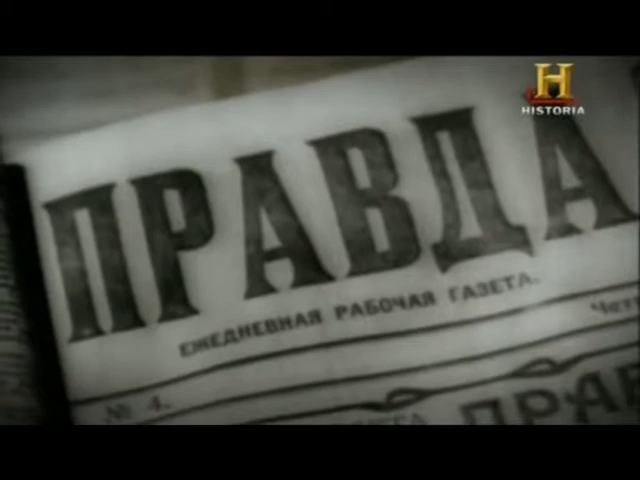 H
HISTORIA
ПРАВДА
ЕЖЕДНЕВНАЯ РАБОЧАЯ ГАЗЕТА.
№ 4.